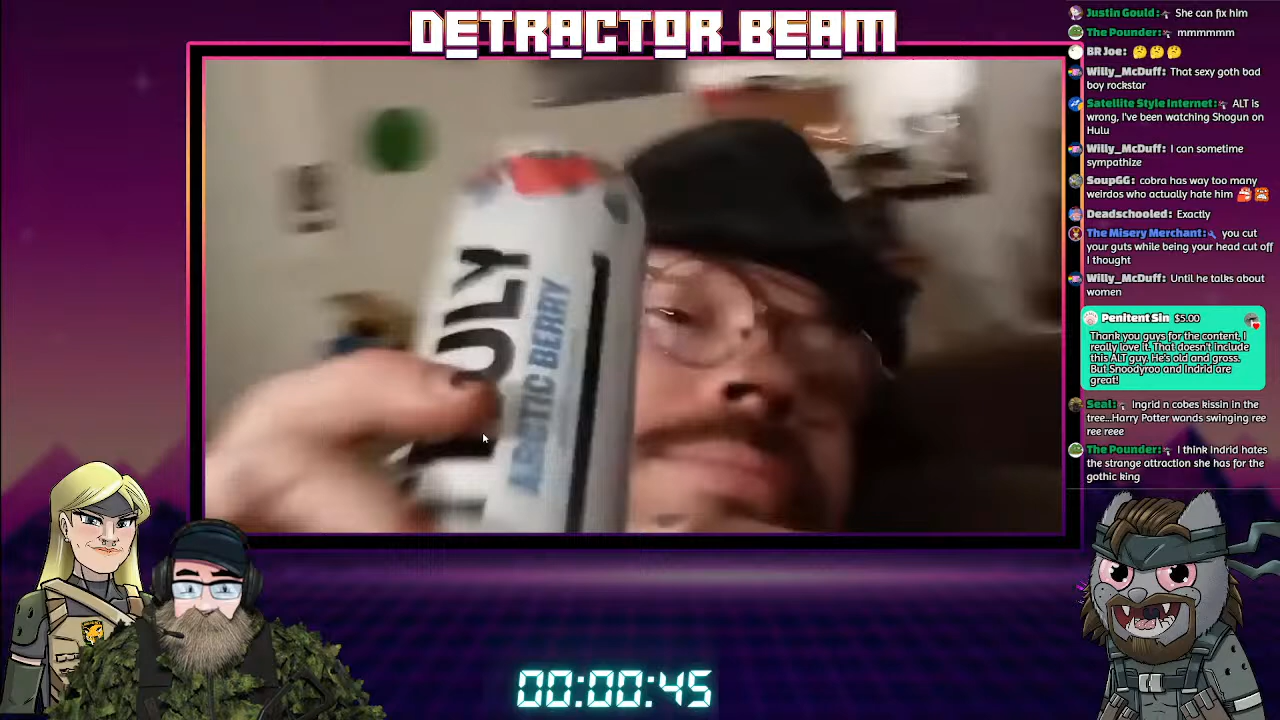 DETRACTOR BEAM
Justin Gould: She can fix him
The Pounder: mmmmmm
BR Joe: 🤔🤔🤔
Willy_McDuff: That sexy goth bad
boy rockstar
Satellite Style Internet: ALT is
wrong, I've been watching Shogun on
Hulu
Willy_McDuff: I can sometime
sympathize
SoupGG: cobra has way too many
weirdos who actually hate him
Deadschooled: Exactly
The Misery Merchant: you cut
your guts while being your head cut off
I thought
Willy_McDuff: Until he talks about
women
Penitent Sin $5.00
Thank you guys for the content, I
really love it. That doesn't include
this ALT guy. He's old and gross.
But Snoodyroo and Indrid are
great!
Seal: Ingrid n cobes kissin in the
tree...Harry Potter wands swinging ree
ree reee
The Pounder: I think Indrid hates
the strange attraction she has for the
gothic king
ULY
ARCTIC BERRY
00:00:45